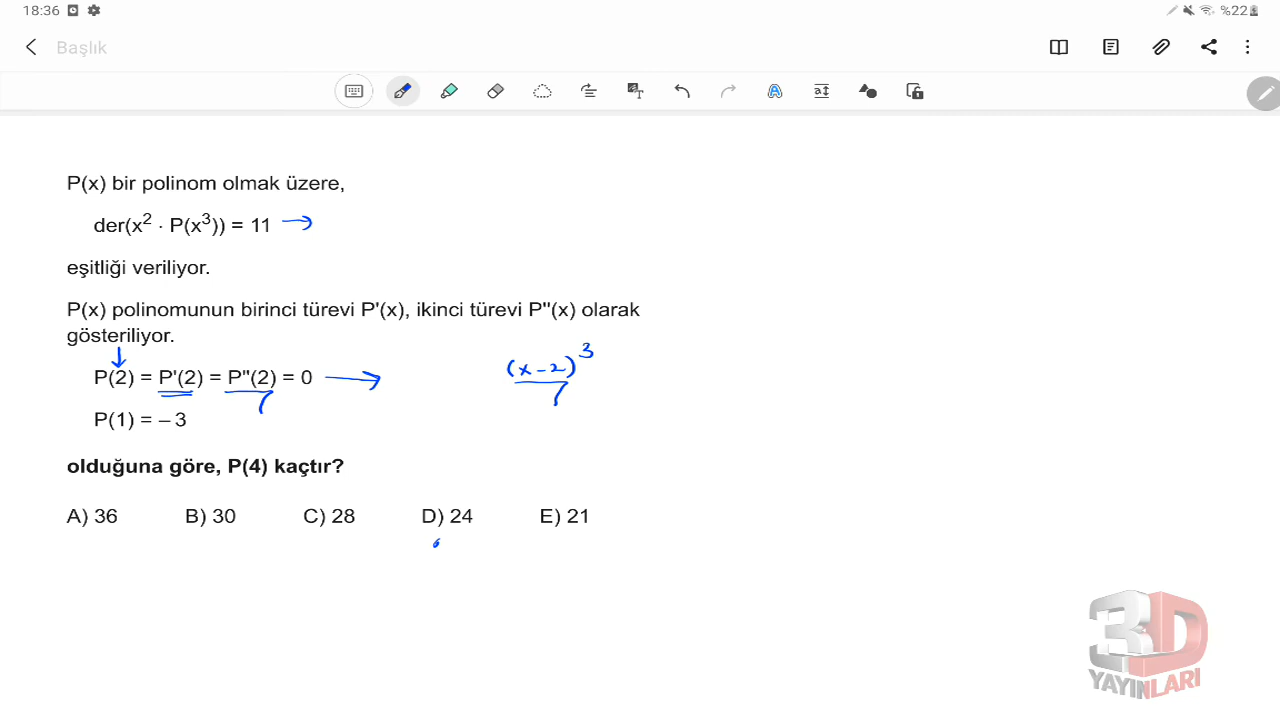 18:36
%22
Başlık
P(x) bir polinom olmak üzere,
der(x² · P(x³)) = 11 →
eşitliği veriliyor.
P(x) polinomunun birinci türevi P'(x), ikinci türevi P''(x) olarak
gösteriliyor.
P(2) = P'(2) = P''(2) = 0 → (x-2)³
P(1) = – 3
olduğuna göre, P(4) kaçtır?
A) 36 B) 30 C) 28 D) 24 E) 21
3D
YAYINLARI